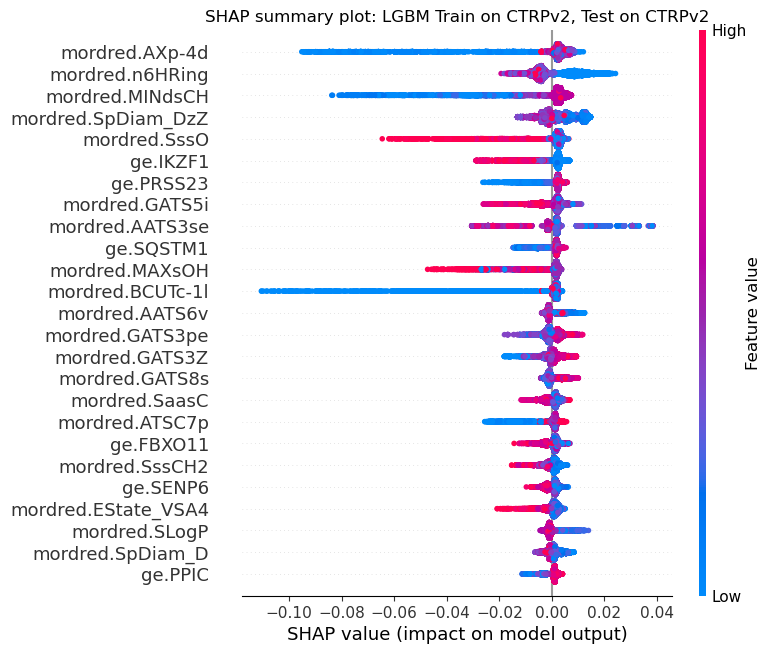 SHAP summary plot: LGBM Train on CTRPv2, Test on CTRPv2
High
mordred.AXp-4d
mordred.n6HRing
mordred.MINdsCH
mordred.SpDiam_DzZ
mordred.SssO
ge.IKZF1
ge.PRSS23
mordred.GATS5i
mordred.AATS3se
ge.SQSTM1
mordred.MAXsOH
mordred.BCUTc-1l
mordred.AATS6v
mordred.GATS3pe
mordred.GATS3Z
mordred.GATS8s
mordred.SaasC
mordred.ATSC7p
ge.FBXO11
mordred.SssCH2
ge.SENP6
mordred.EState_VSA4
mordred.SLogP
mordred.SpDiam_D
ge.PPIC
Feature value
Low
−0.10 −0.08 −0.06 −0.04 −0.02 0.00 0.02 0.04
SHAP value (impact on model output)